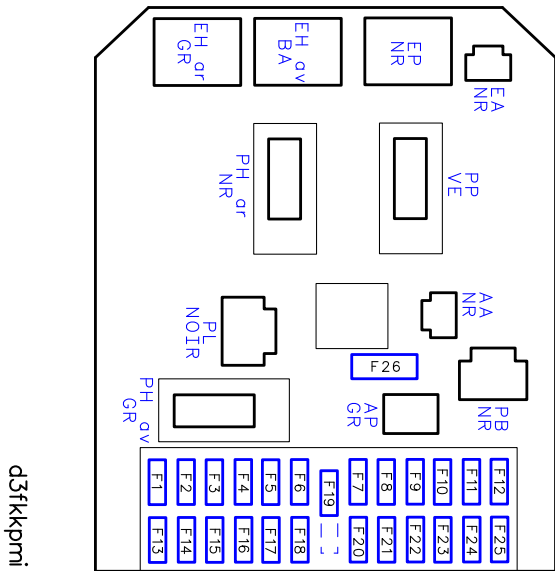 EH ar
GR
EH av
BA
EP
NR
EA
NR
PH ar
NR
PP
VE
PL
NOIR
AA
NR
F26
PH av
GR
AP
GR
PB
NR
F1 F2 F3 F4 F5 F6 F19 F7 F8 F9 F10 F11 F12
F13 F14 F15 F16 F17 F18 F20 F21 F22 F23 F24 F25
d3fkkpmi